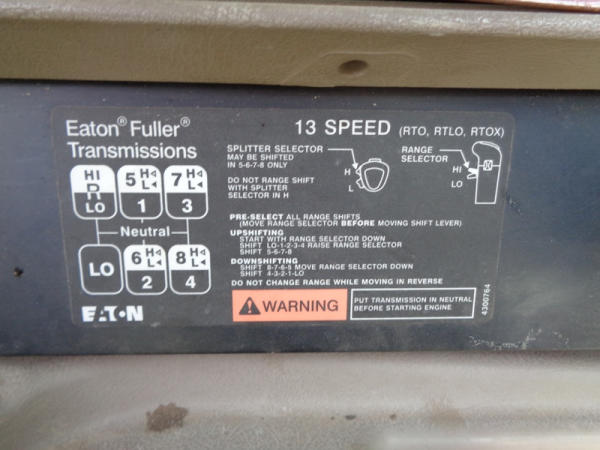 Eaton® Fuller®
Transmissions
13 SPEED (RTO, RTLO, RTOX)
HI
R
LO
5 H
L
1
7 H
L
3
Neutral
LO
6 H
L
2
8 H
L
4
SPLITTER SELECTOR
MAY BE SHIFTED
IN 5-6-7-8 ONLY
DO NOT RANGE SHIFT
WITH SPLITTER
SELECTOR IN H
H
L
RANGE
SELECTOR
HI
LO
PRE-SELECT ALL RANGE SHIFTS
(MOVE RANGE SELECTOR BEFORE MOVING SHIFT LEVER)
UPSHIFTING
START WITH RANGE SELECTOR DOWN
SHIFT LO-1-2-3-4 RAISE RANGE SELECTOR
SHIFT 5-6-7-8
DOWNSHIFTING
SHIFT 8-7-6-5 MOVE RANGE SELECTOR DOWN
SHIFT 4-3-2-1-LO
DO NOT CHANGE RANGE WHILE MOVING IN REVERSE
EATON
WARNING
PUT TRANSMISSION IN NEUTRAL
BEFORE STARTING ENGINE
4300764